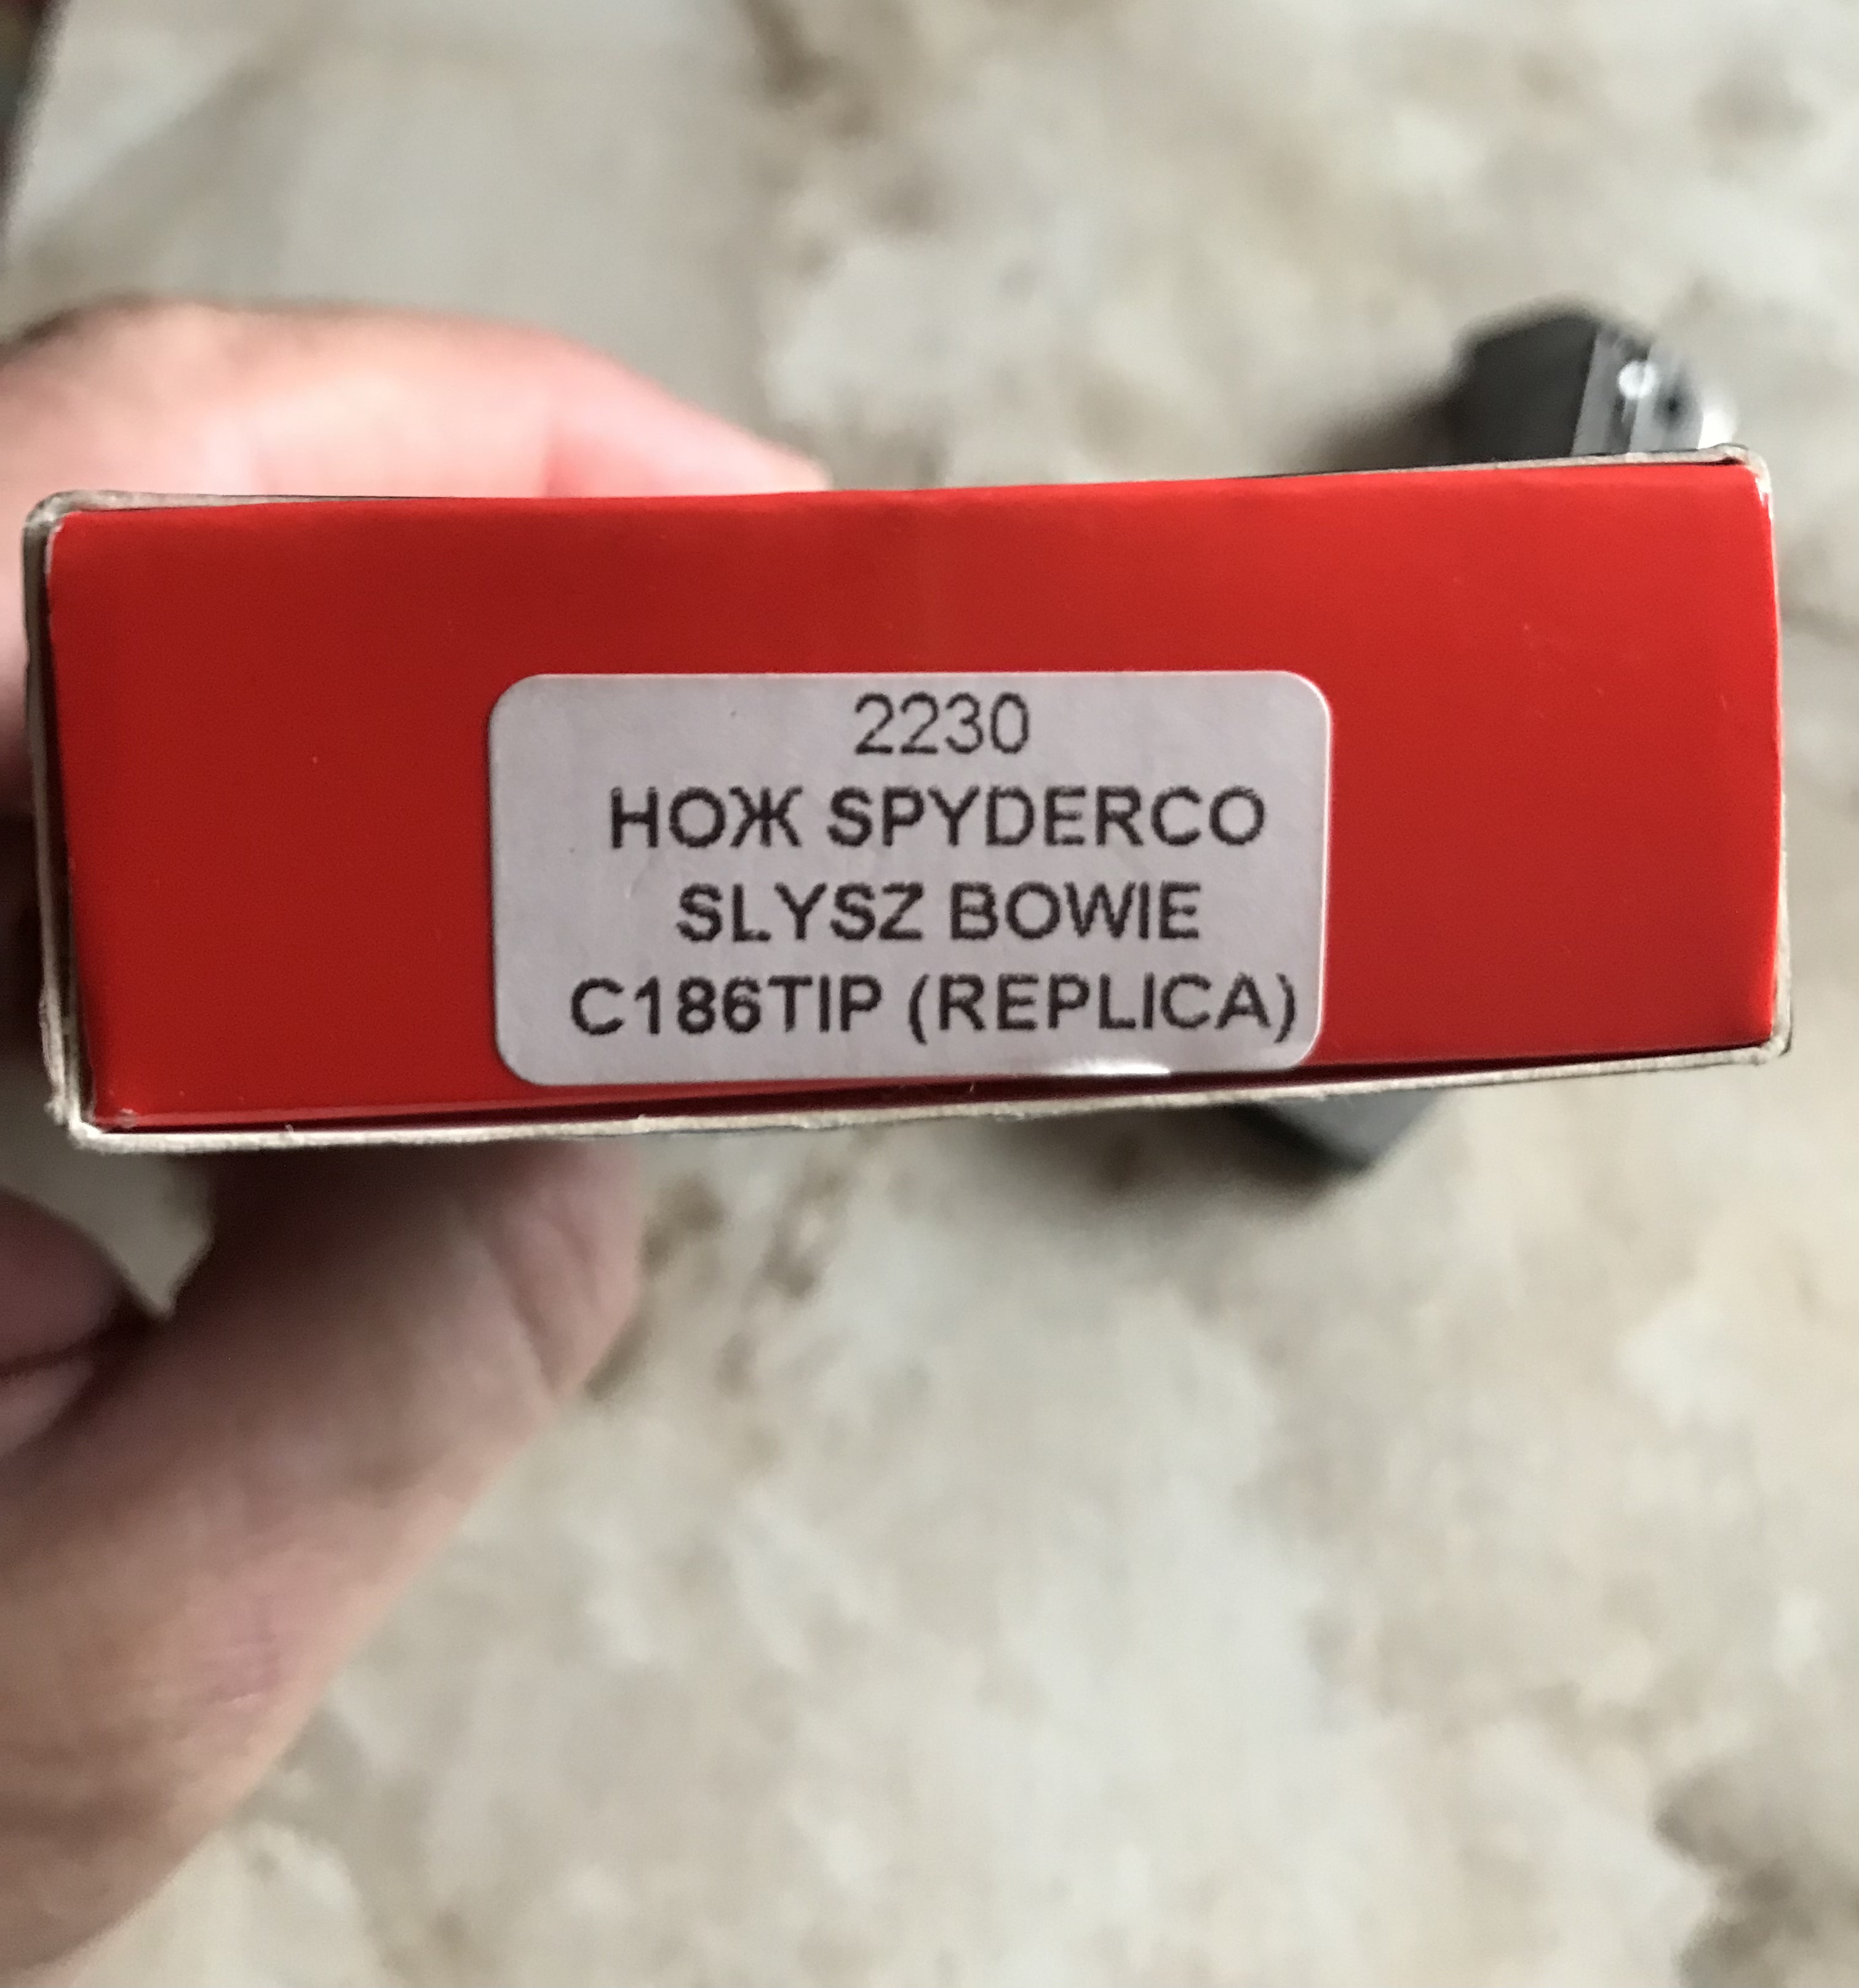 2230
НОЖ SPYDERCO
SLYSZ BOWIE
C186TIP (REPLICA)